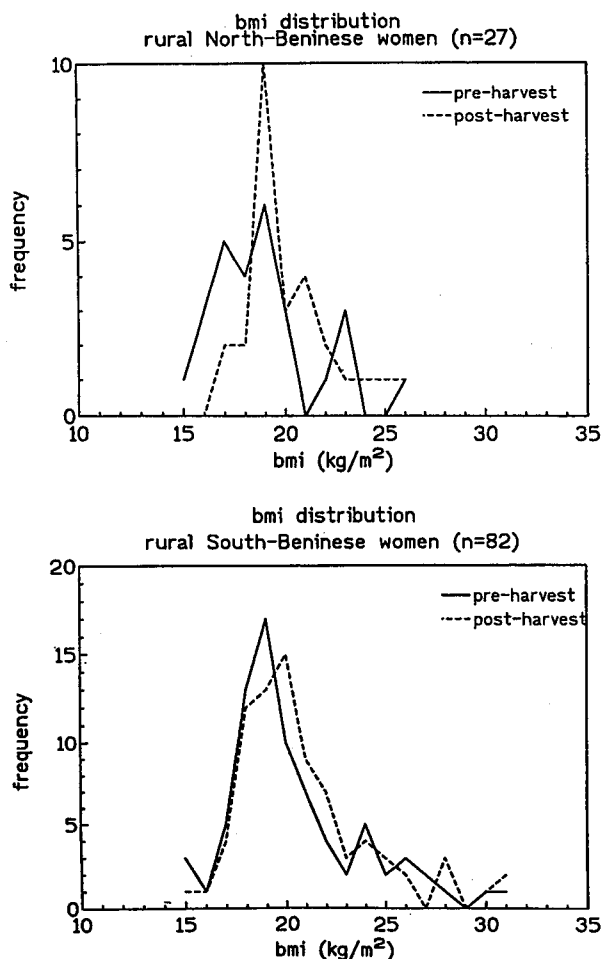 bmi distribution
rural North-Beninese women (n=27)
10
pre-harvest
post-harvest
frequency
5
0
10 15 20 25 30 35
bmi (kg/m²)
bmi distribution
rural South-Beninese women (n=82)
20
pre-harvest
post-harvest
15
frequency
10
5
0
10 15 20 25 30 35
bmi (kg/m²)